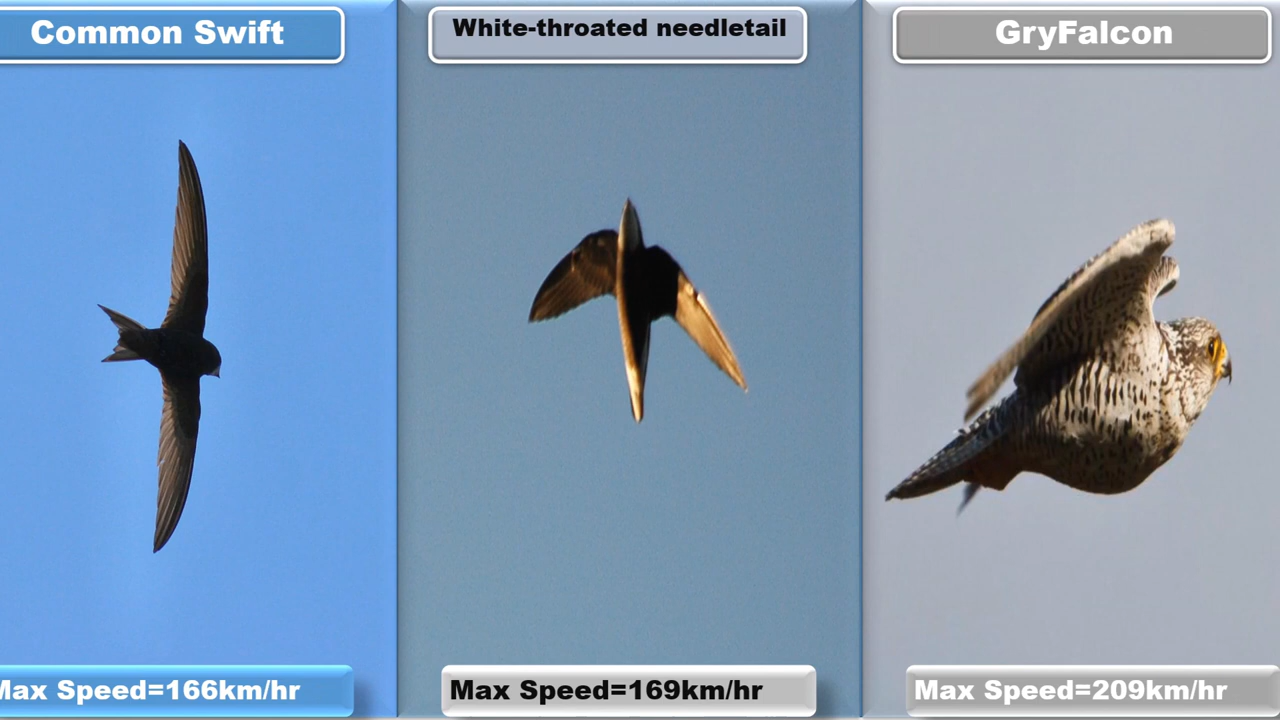 Common Swift
White-throated needletail
GryFalcon
Max Speed=166km/hr
Max Speed=169km/hr
Max Speed=209km/hr